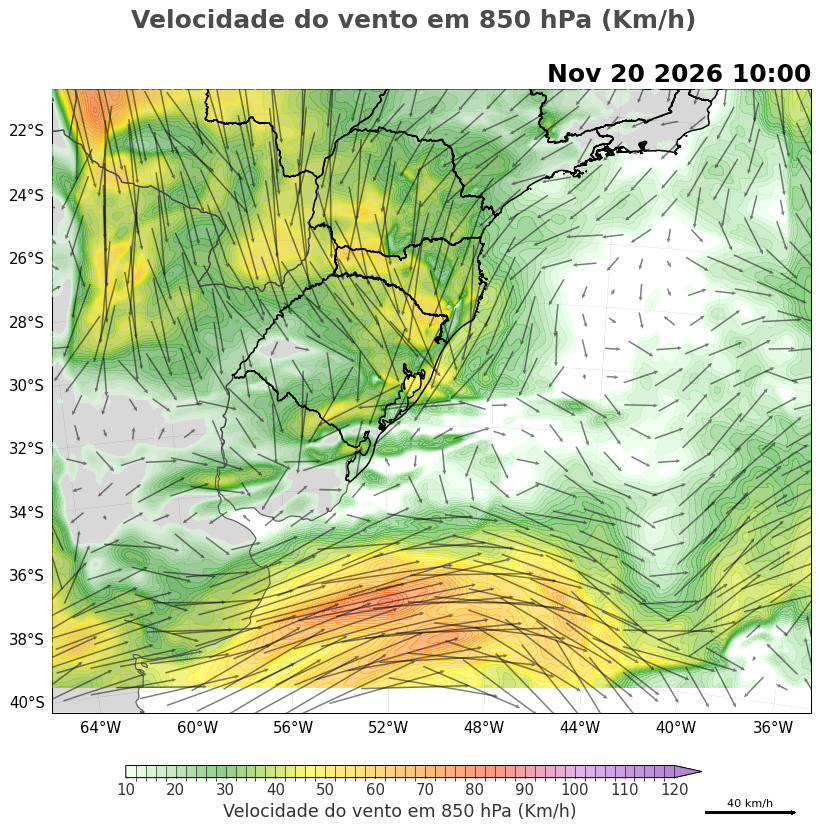 Velocidade do vento em 850 hPa (Km/h)
Nov 20 2026 10:00
22°S
24°S
26°S
28°S
30°S
32°S
34°S
36°S
38°S
40°S
64°W 60°W 56°W 52°W 48°W 44°W 40°W 36°W
10 20 30 40 50 60 70 80 90 100 110 120
Velocidade do vento em 850 hPa (Km/h)
40 km/h